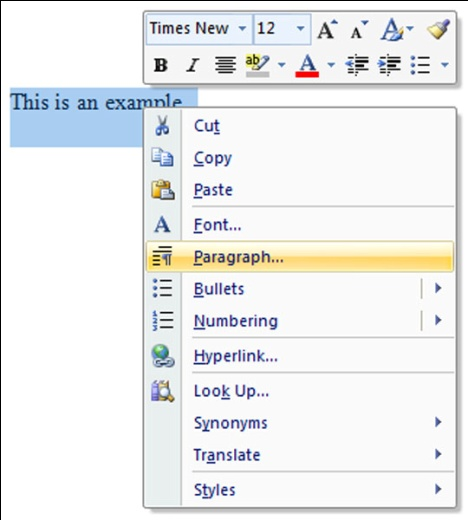 Times New 12
B I ab A
This is an example
Cut
Copy
Paste
Font...
Paragraph...
Bullets
Numbering
Hyperlink...
Look Up...
Synonyms
Translate
Styles